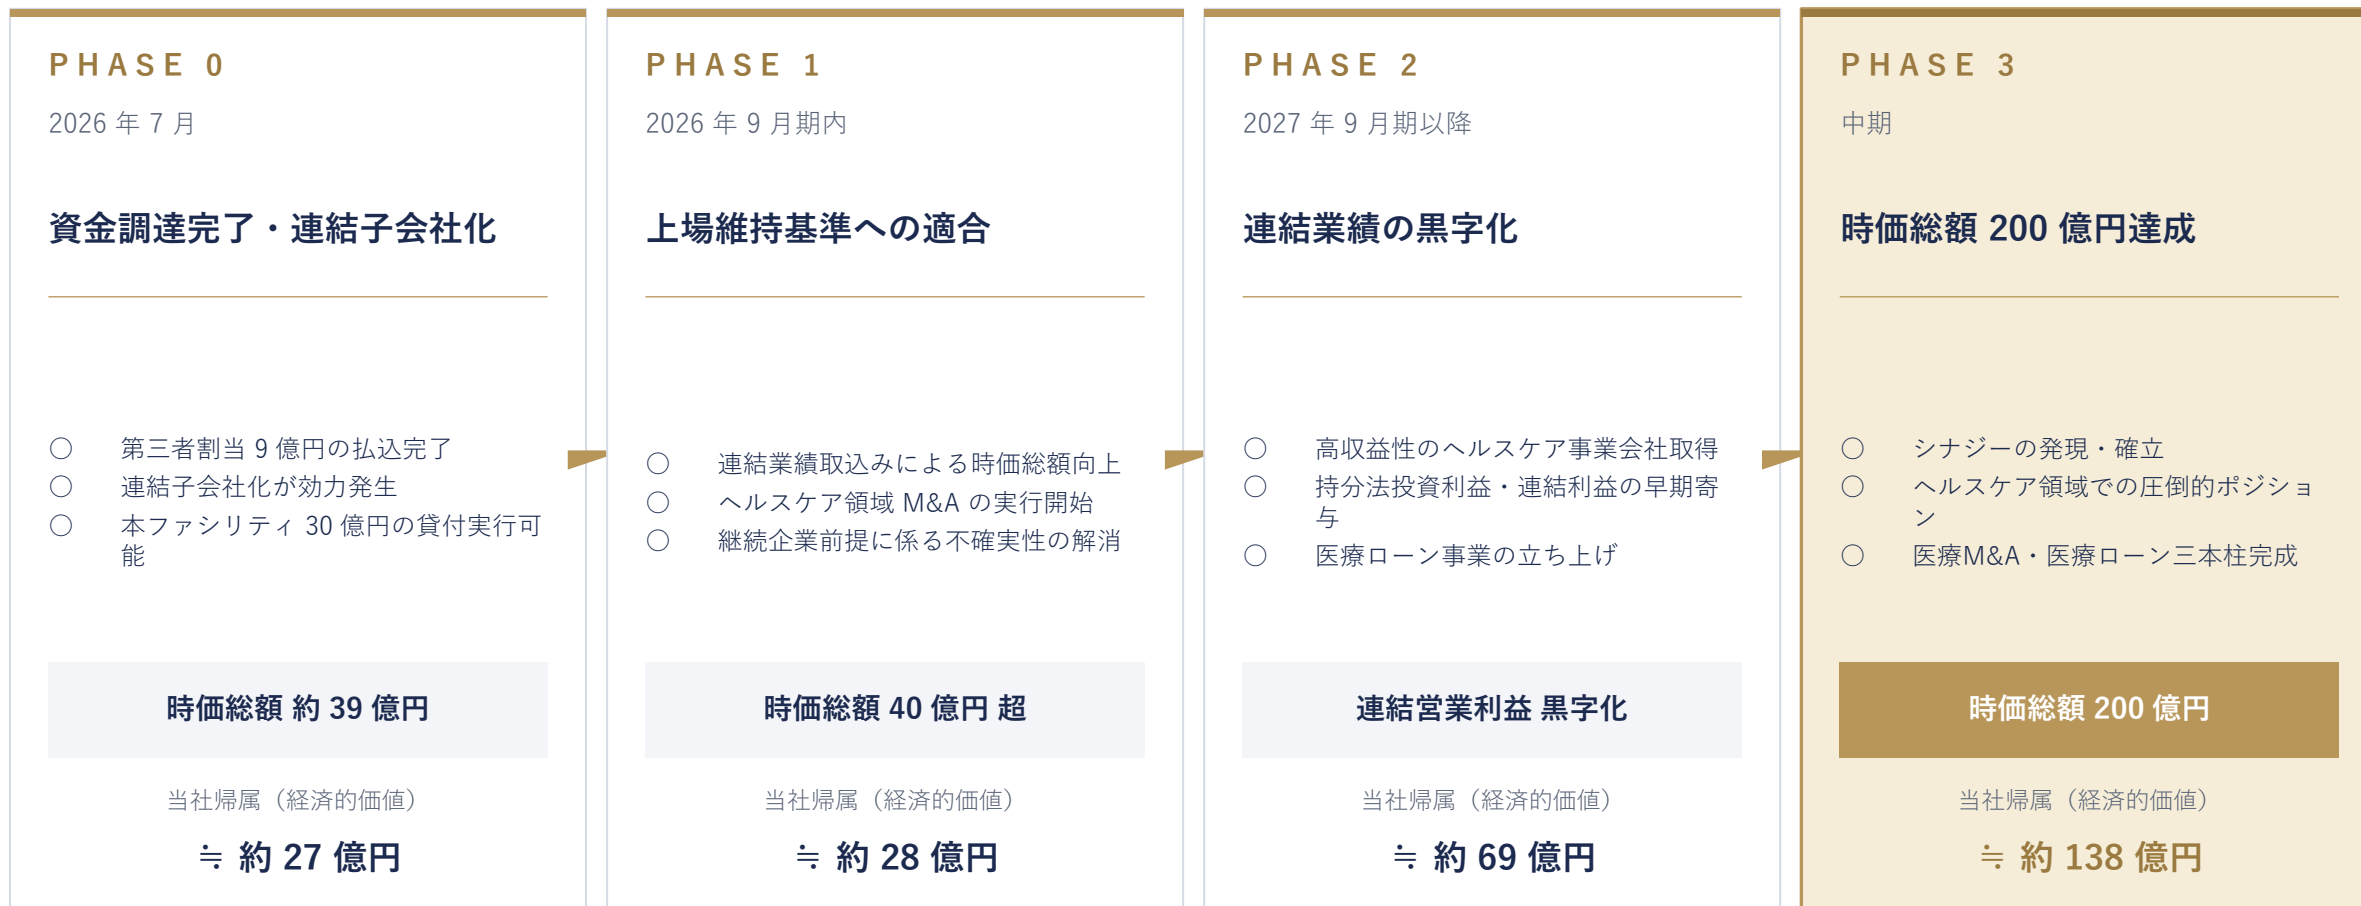 PHASE 0
2026 年 7 月
資金調達完了・連結子会社化
○ 第三者割当 9 億円の払込完了
○ 連結子会社化が効力発生
○ 本ファシリティ 30 億円の貸付実行可
能
時価総額 約 39 億円
当社帰属（経済的価値）
≒ 約 27 億円
PHASE 1
2026 年 9 月期内
上場維持基準への適合
○ 連結業績取込みによる時価総額向上
○ ヘルスケア領域 M&A の実行開始
○ 継続企業前提に係る不確実性の解消
時価総額 40 億円 超
当社帰属（経済的価値）
≒ 約 28 億円
PHASE 2
2027 年 9 月期以降
連結業績の黒字化
○ 高収益性のヘルスケア事業会社取得
○ 持分法投資利益・連結利益の早期寄
与
○ 医療ローン事業の立ち上げ
連結営業利益 黒字化
当社帰属（経済的価値）
≒ 約 69 億円
PHASE 3
中期
時価総額 200 億円達成
○ シナジーの発現・確立
○ ヘルスケア領域での圧倒的ポジショ
ン
○ 医療M&A・医療ローン三本柱完成
時価総額 200 億円
当社帰属（経済的価値）
≒ 約 138 億円